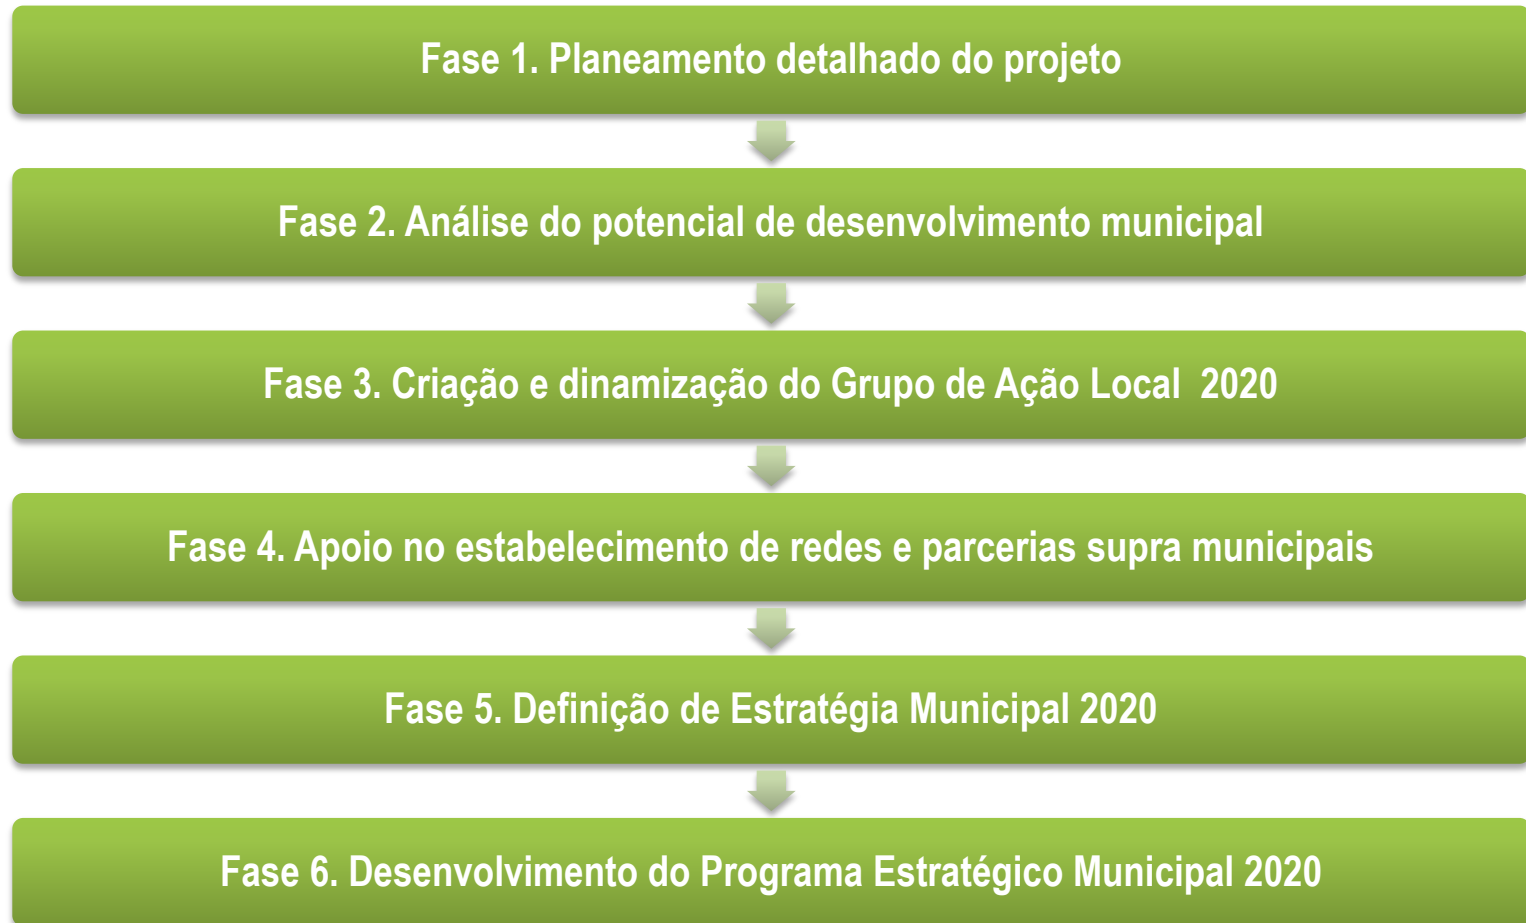 Fase 1. Planeamento detalhado do projeto
Fase 2. Análise do potencial de desenvolvimento municipal
Fase 3. Criação e dinamização do Grupo de Ação Local  2020
Fase 4. Apoio no estabelecimento de redes e parcerias supra municipais
Fase 5. Definição de Estratégia Municipal 2020
Fase 6. Desenvolvimento do Programa Estratégico Municipal 2020